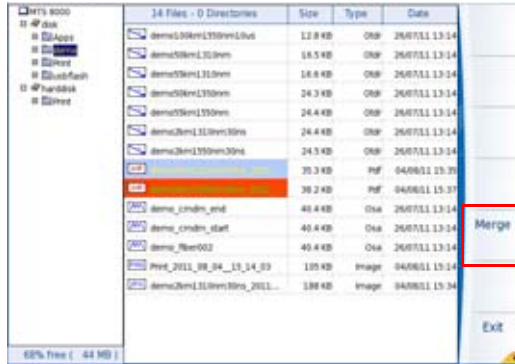 MTS 8000
disk
Apps
demo
Print
usbflash
harddisk
Print
68% free ( 44 MB )
14 Files - 0 Directories Size Type Date
demo100km1550nm10us 12.8 KB Otdr 26/07/11 13:14
demo50km1310nm 16.5 KB Otdr 26/07/11 13:14
demo55km1310nm 16.6 KB Otdr 26/07/11 13:14
demo50km1550nm 24.3 KB Otdr 26/07/11 13:14
demo55km1550nm 24.4 KB Otdr 26/07/11 13:14
demo2km1310nm30ns 24.4 KB Otdr 26/07/11 13:14
demo2km1550nm30ns 24.5 KB Otdr 26/07/11 13:14
35.3 KB Pdf 04/08/11 15:35
38.2 KB Pdf 04/08/11 15:37
demo_cmdm_end 40.4 KB Osa 26/07/11 13:14
demo_cmdm_start 40.4 KB Osa 26/07/11 13:14
demo_fiber002 40.4 KB Osa 26/07/11 13:14
Print_2011_08_04__15_14_03 105 KB Image 04/08/11 15:14
demo2km1310nm30ns_2011... 188 KB Image 04/08/11 15:34
Merge
Exit